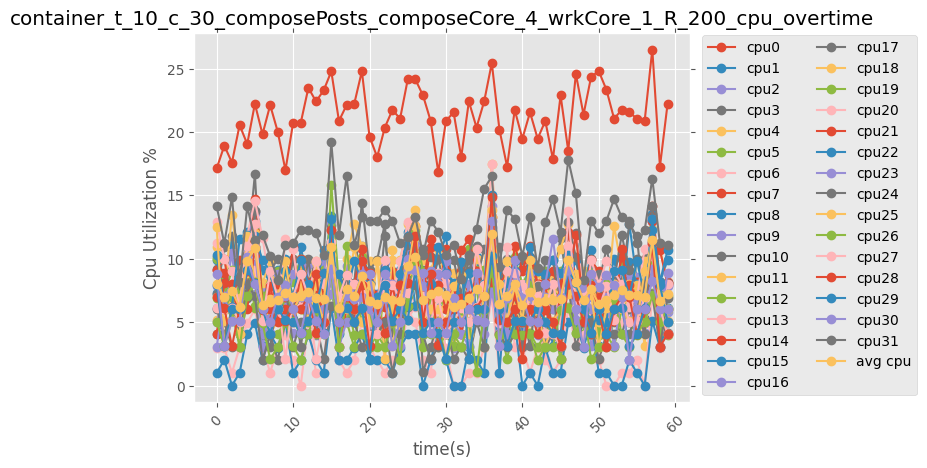 container_t_10_c_30_composePosts_composeCore_4_wrkCore_1_R_200_cpu_overtime
Cpu Utilization %
25
20
15
10
5
0
0
10
20
30
40
50
60
time(s)
cpu0
cpu1
cpu2
cpu3
cpu4
cpu5
cpu6
cpu7
cpu8
cpu9
cpu10
cpu11
cpu12
cpu13
cpu14
cpu15
cpu16
cpu17
cpu18
cpu19
cpu20
cpu21
cpu22
cpu23
cpu24
cpu25
cpu26
cpu27
cpu28
cpu29
cpu30
cpu31
avg cpu